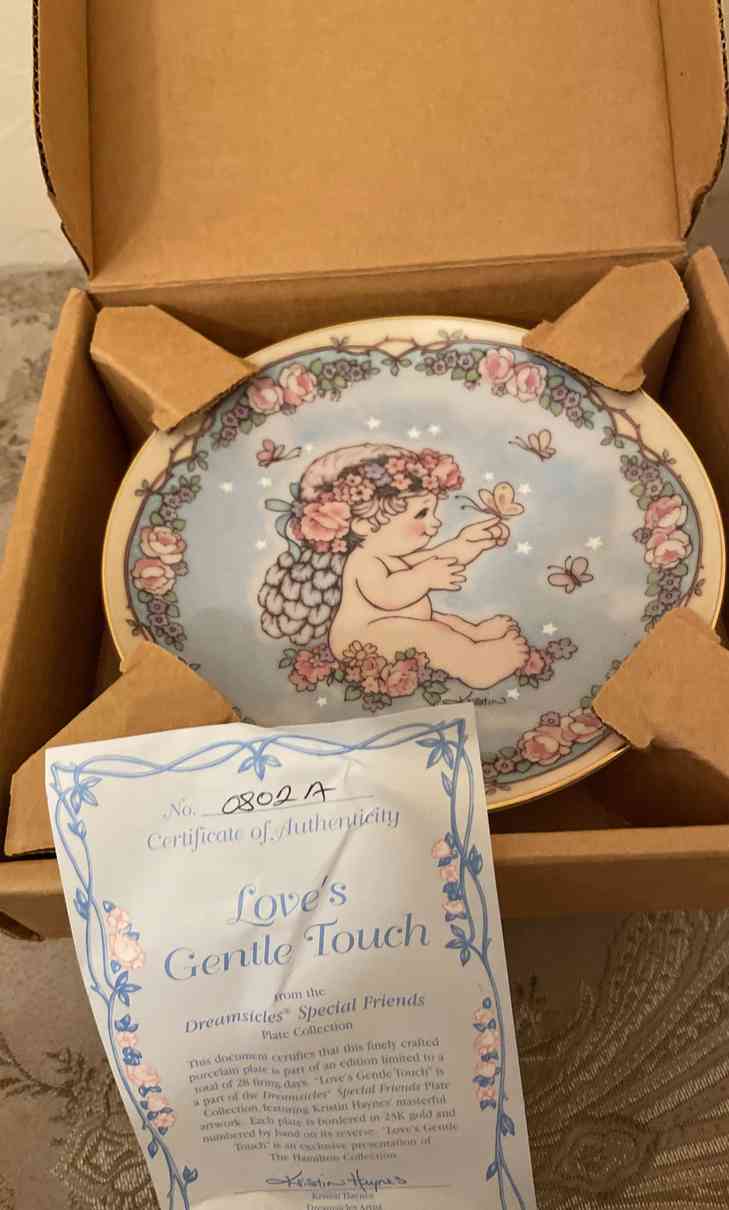 Kristin
No. 0802 A
Certificate of Authenticity
Love's
Gentle Touch
from the
Dreamsicles® Special Friends
Plate Collection
This document certifies that this finely crafted
porcelain plate is part of an edition limited to a
total of 28 firing days. "Love's Gentle Touch" is
a part of the Dreamsicles® Special Friends Plate
Collection, featuring Kristin Haynes' masterful
artwork. Each plate is bordered in 23K gold and
numbered by hand on its reverse. "Love's Gentle
Touch" is an exclusive presentation of
The Hamilton Collection.
Kristin Haynes
Kristin Haynes
Dreamsicles Artist